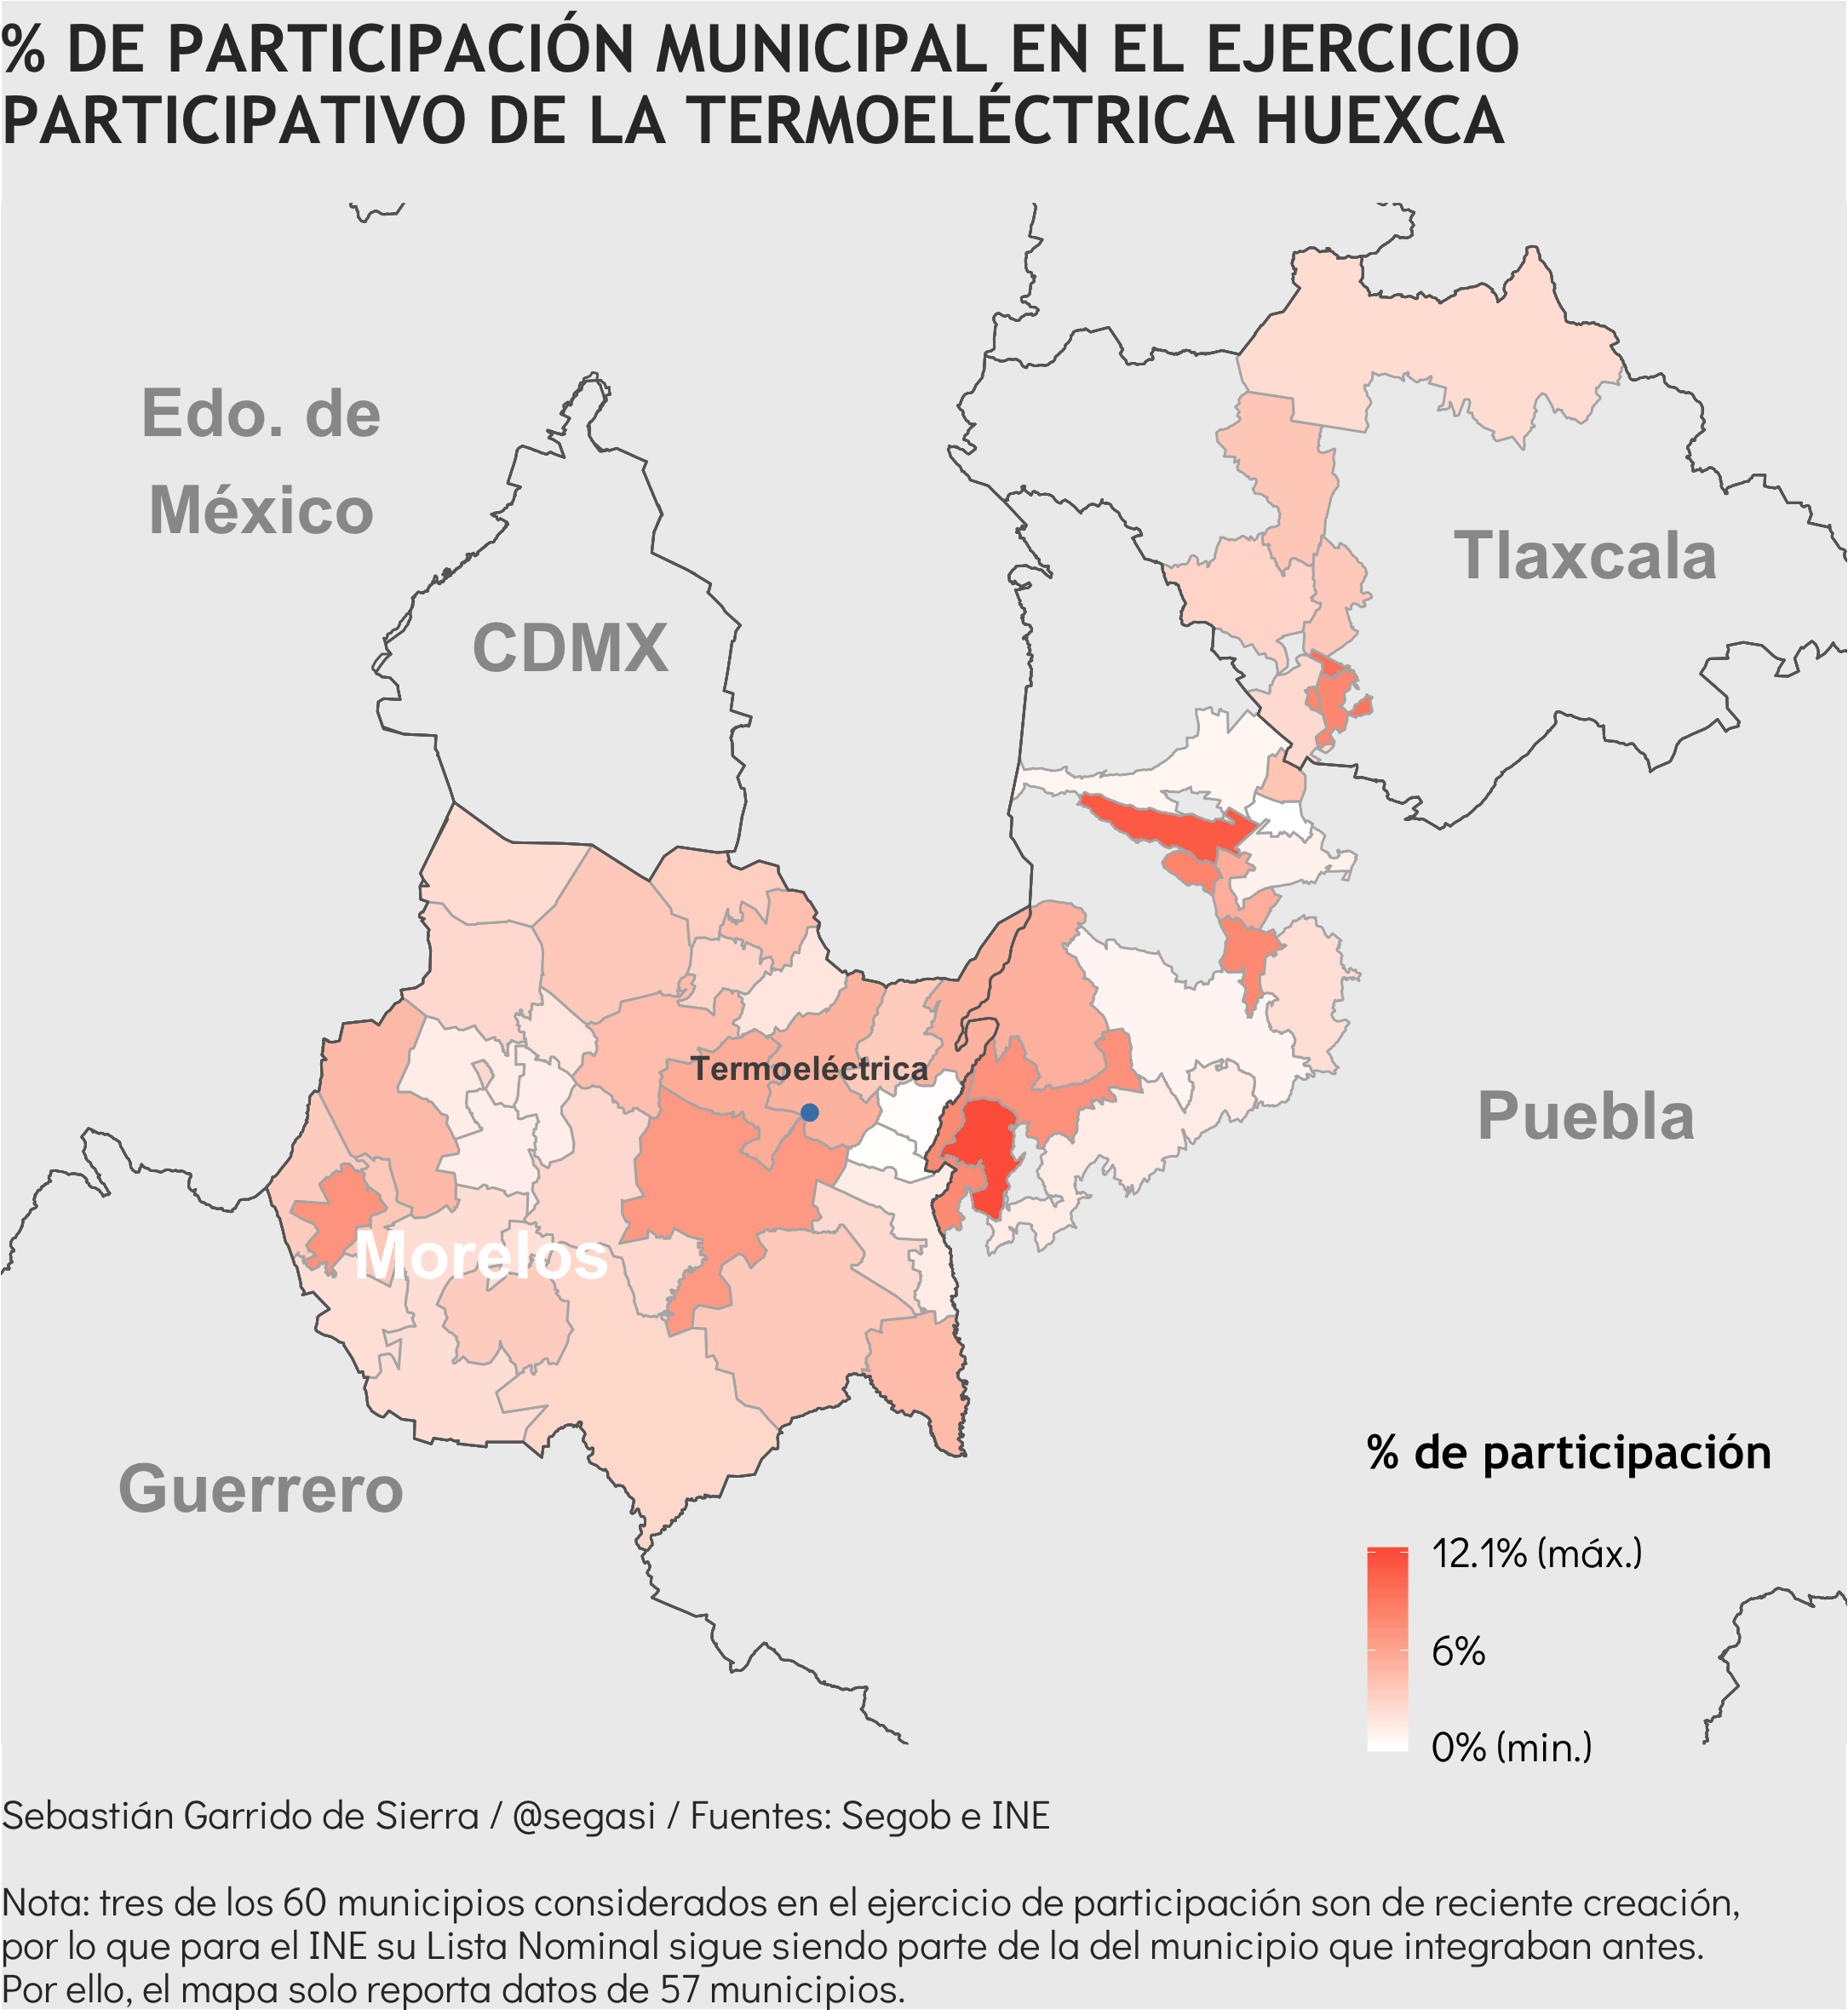 % DE PARTICIPACIÓN MUNICIPAL EN EL EJERCICIO
PARTICIPATIVO DE LA TERMOELÉCTRICA HUEXCA
Edo. de
México
Tlaxcala
CDMX
Termoeléctrica
Puebla
Morelos
Guerrero
% de participación
12.1% (máx.)
6%
0% (min.)
Sebastián Garrido de Sierra / @segasi / Fuentes: Segob e INE
Nota: tres de los 60 municipios considerados en el ejercicio de participación son de reciente creación,
por lo que para el INE su Lista Nominal sigue siendo parte de la del municipio que integraban antes.
Por ello, el mapa solo reporta datos de 57 municipios.